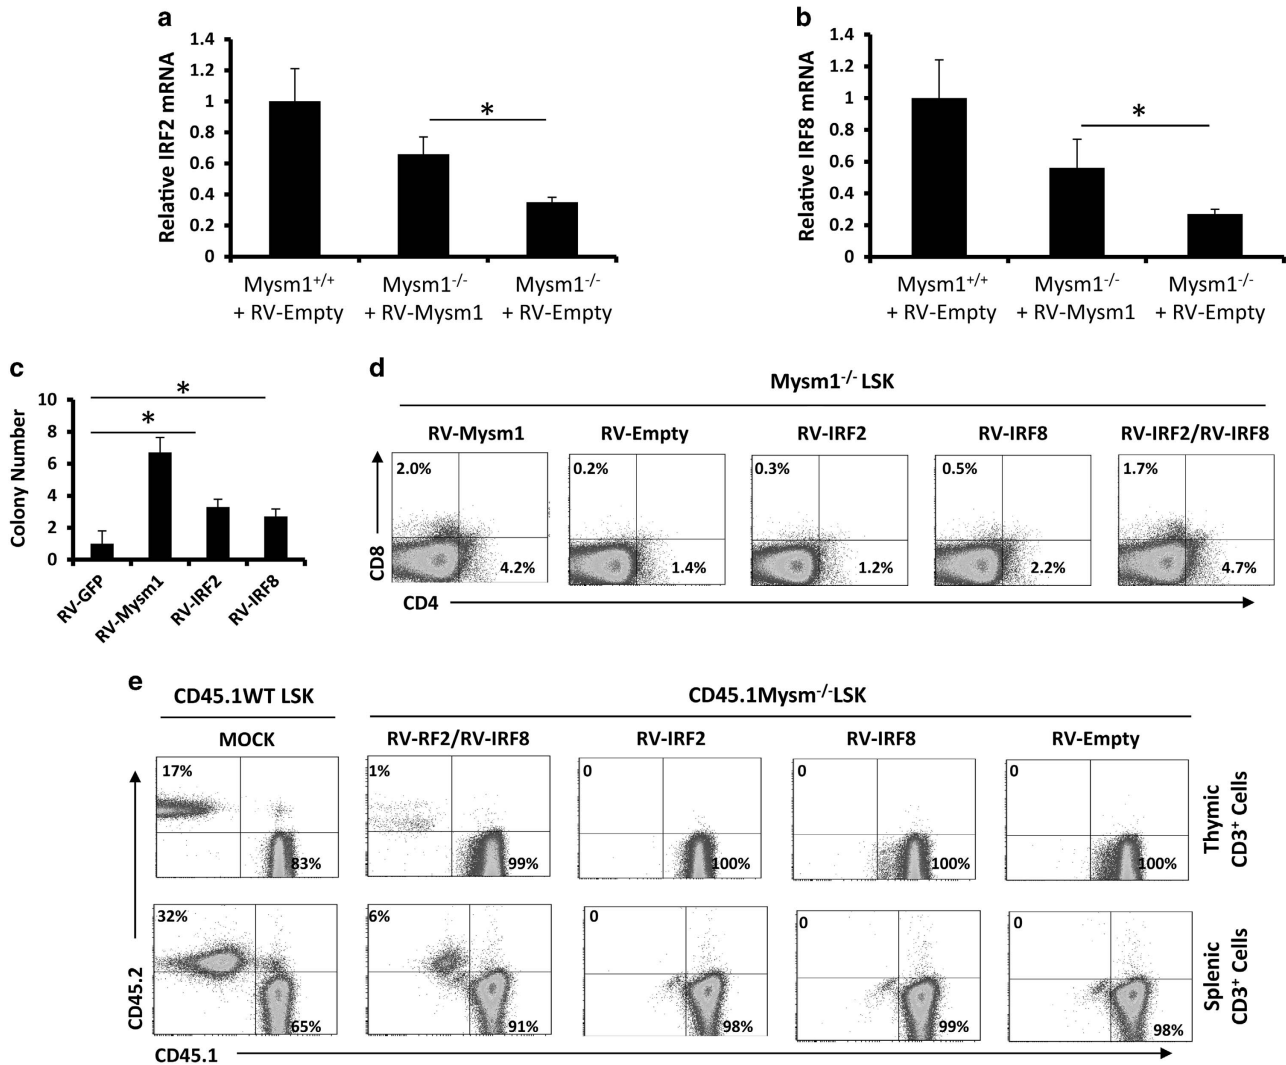 a
Relative IRF2 mRNA
1.4
1.2
1
0.8
0.6
0.4
0.2
0
*
Mysm1+/+
+ RV-Empty
Mysm1-/-
+ RV-Mysm1
Mysm1-/-
+ RV-Empty
b
Relative IRF8 mRNA
1.4
1.2
1
0.8
0.6
0.4
0.2
0
*
Mysm1+/+
+ RV-Empty
Mysm1-/-
+ RV-Mysm1
Mysm1-/-
+ RV-Empty
c
Colony Number
10
8
6
4
2
0
*
*
RV-GFP
RV-Mysm1
RV-IRF2
RV-IRF8
d
Mysm1-/- LSK
RV-Mysm1
RV-Empty
RV-IRF2
RV-IRF8
RV-IRF2/RV-IRF8
2.0%
0.2%
0.3%
0.5%
1.7%
4.2%
1.4%
1.2%
2.2%
4.7%
CD8
CD4
e
CD45.1WT LSK
CD45.1Mysm-/-LSK
MOCK
RV-RF2/RV-IRF8
RV-IRF2
RV-IRF8
RV-Empty
17%
1%
0
0
0
83%
99%
100%
100%
100%
Thymic
CD3+ Cells
32%
6%
0
0
0
65%
91%
98%
99%
98%
Splenic
CD3+ Cells
CD45.2
CD45.1